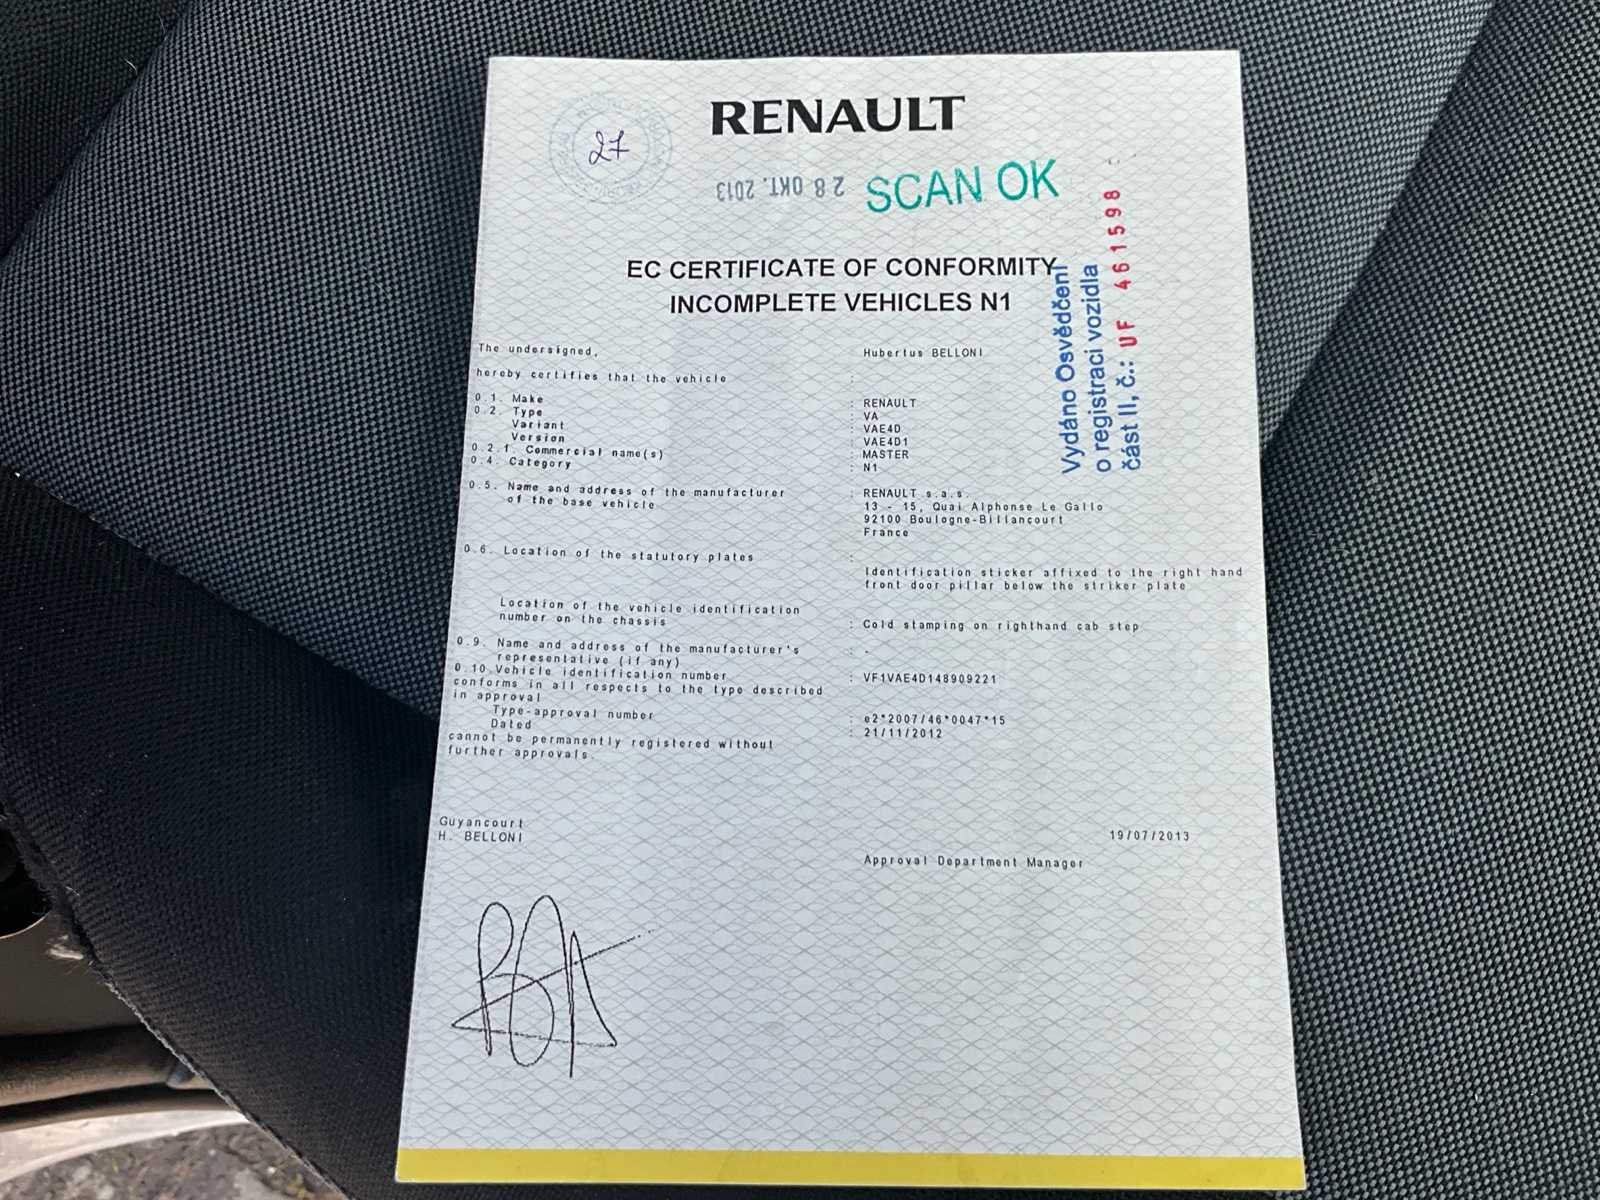 RENAULT
27
28 OKT. 2013
SCAN OK
EC CERTIFICATE OF CONFORMITY
INCOMPLETE VEHICLES N1
Vydáno Osvědčení
o registraci vozidla
část II, č.: UF 461598
The undersigned, Hubertus BELLONI
hereby certifies that the vehicle :
0.1. Make : RENAULT
0.2. Type : VA
Variant : VAE4D
Version : VAE4D1
0.2.1. Commercial name(s) : MASTER
0.4. Category : N1
0.5. Name and address of the manufacturer : RENAULT s.a.s.
of the base vehicle 13 - 15, Quai Alphonse Le Gallo
92100 Boulogne-Billancourt
France
0.6. Location of the statutory plates :
Identification sticker affixed to the right hand
front door pillar below the striker plate
Location of the vehicle identification
number on the chassis : Cold stamping on righthand cab step
0.9. Name and address of the manufacturer's : -
representative (if any)
0.10.Vehicle identification number : VF1VAE4D148909221
conforms in all respects to the type described
in approval
Type-approval number : e2*2007/46*0047*15
Dated : 21/11/2012
cannot be permanently registered without
further approvals.
Guyancourt 19/07/2013
H. BELLONI
Approval Department Manager